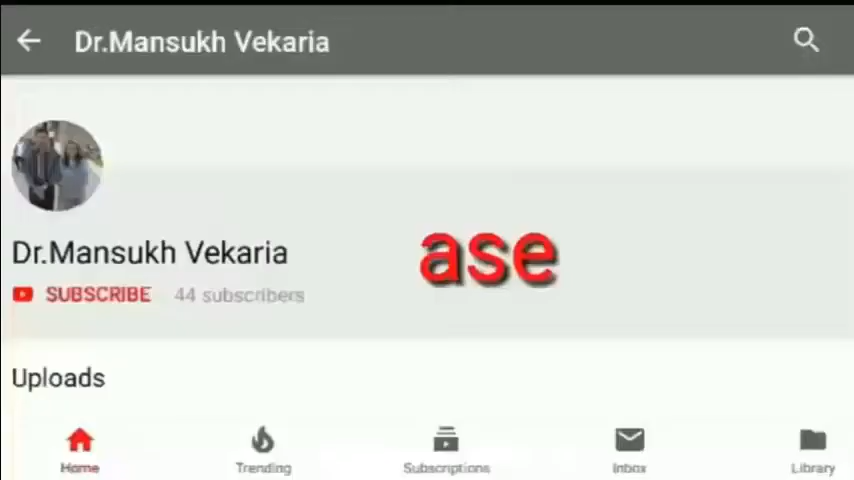 Dr.Mansukh Vekaria
Dr.Mansukh Vekaria
ase
SUBSCRIBE 44 subscribers
Uploads
Home Trending Subscriptions Inbox Library